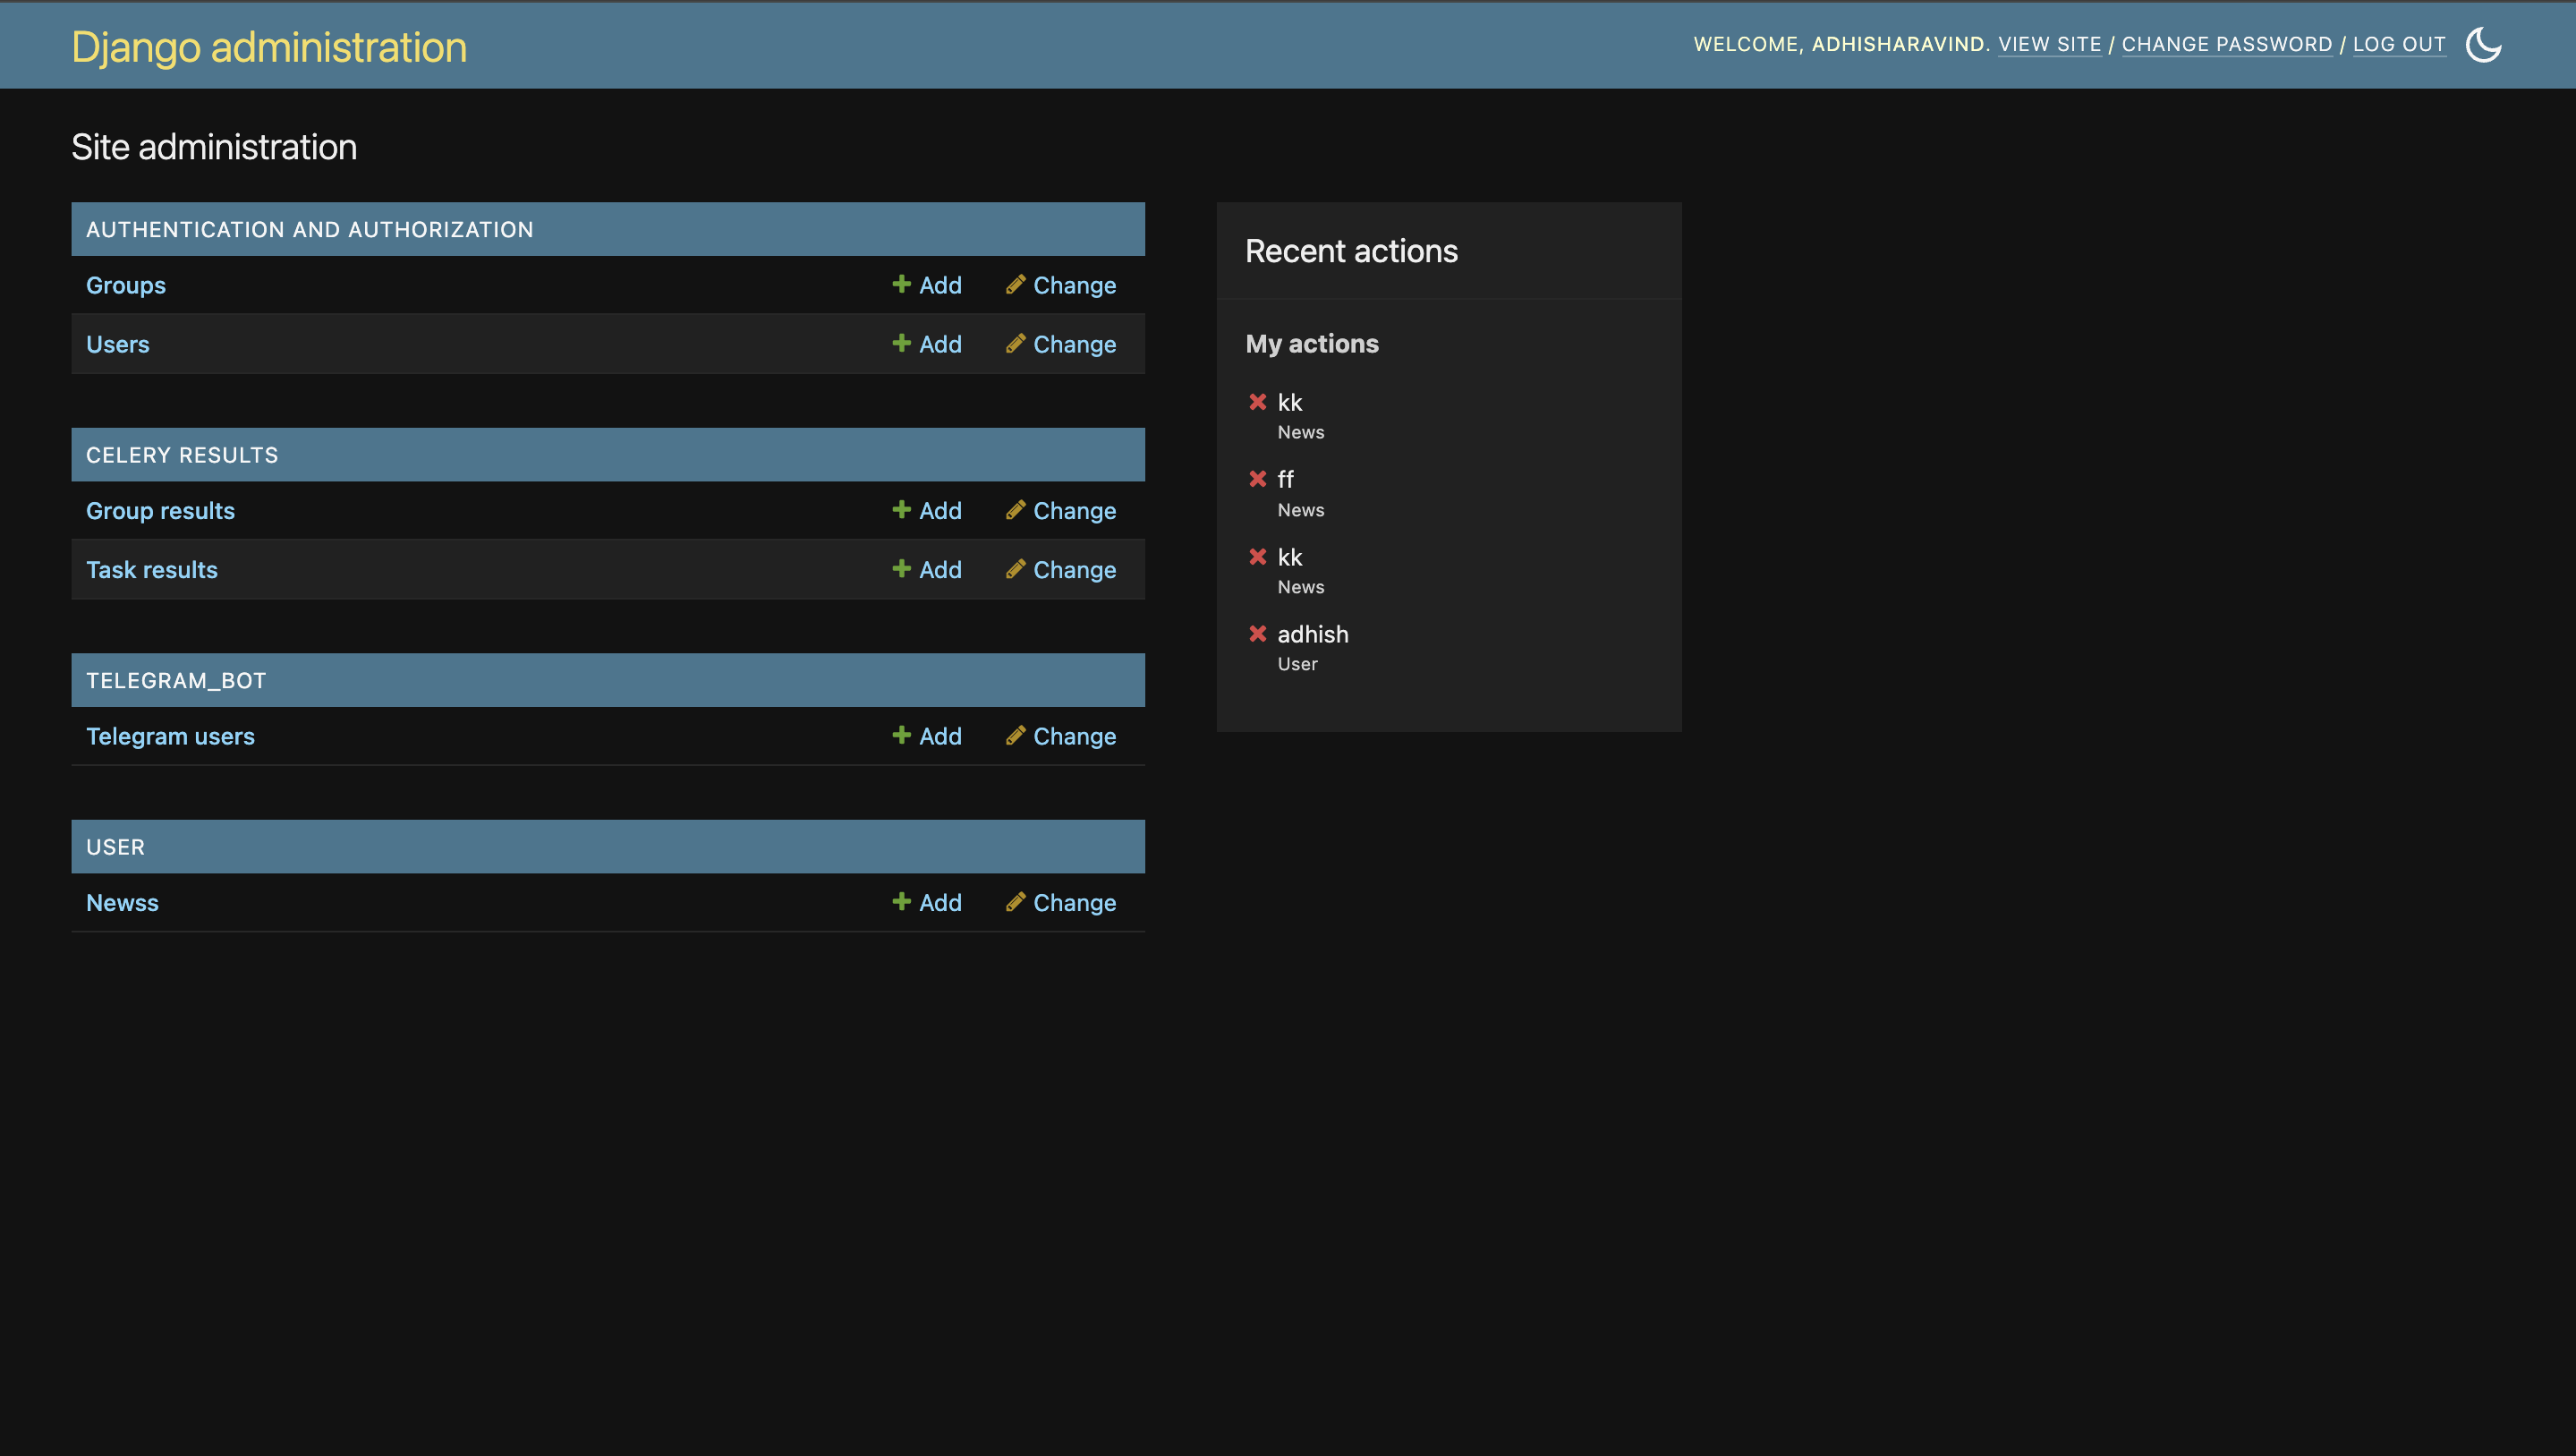 Django administration
WELCOME, ADHISHARAVIND. VIEW SITE / CHANGE PASSWORD / LOG OUT
Site administration
AUTHENTICATION AND AUTHORIZATION
Groups Add Change
Users Add Change
CELERY RESULTS
Group results Add Change
Task results Add Change
TELEGRAM_BOT
Telegram users Add Change
USER
Newss Add Change
Recent actions
My actions
kk
News
ff
News
kk
News
adhish
User